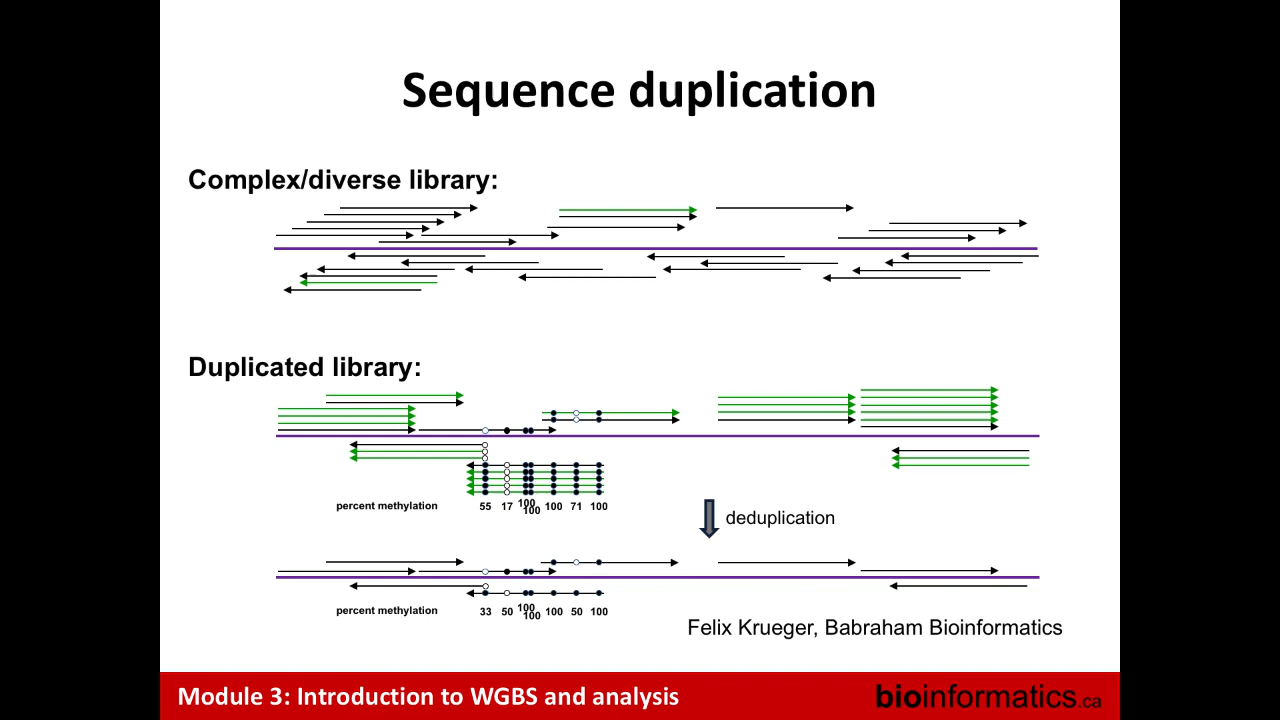 Sequence duplication
Complex/diverse library:
Duplicated library:
percent methylation 55 17 100 100 100 71 100
deduplication
percent methylation 33 50 100 100 100 50 100
Felix Krueger, Babraham Bioinformatics
Module 3: Introduction to WGBS and analysis bioinformatics.ca